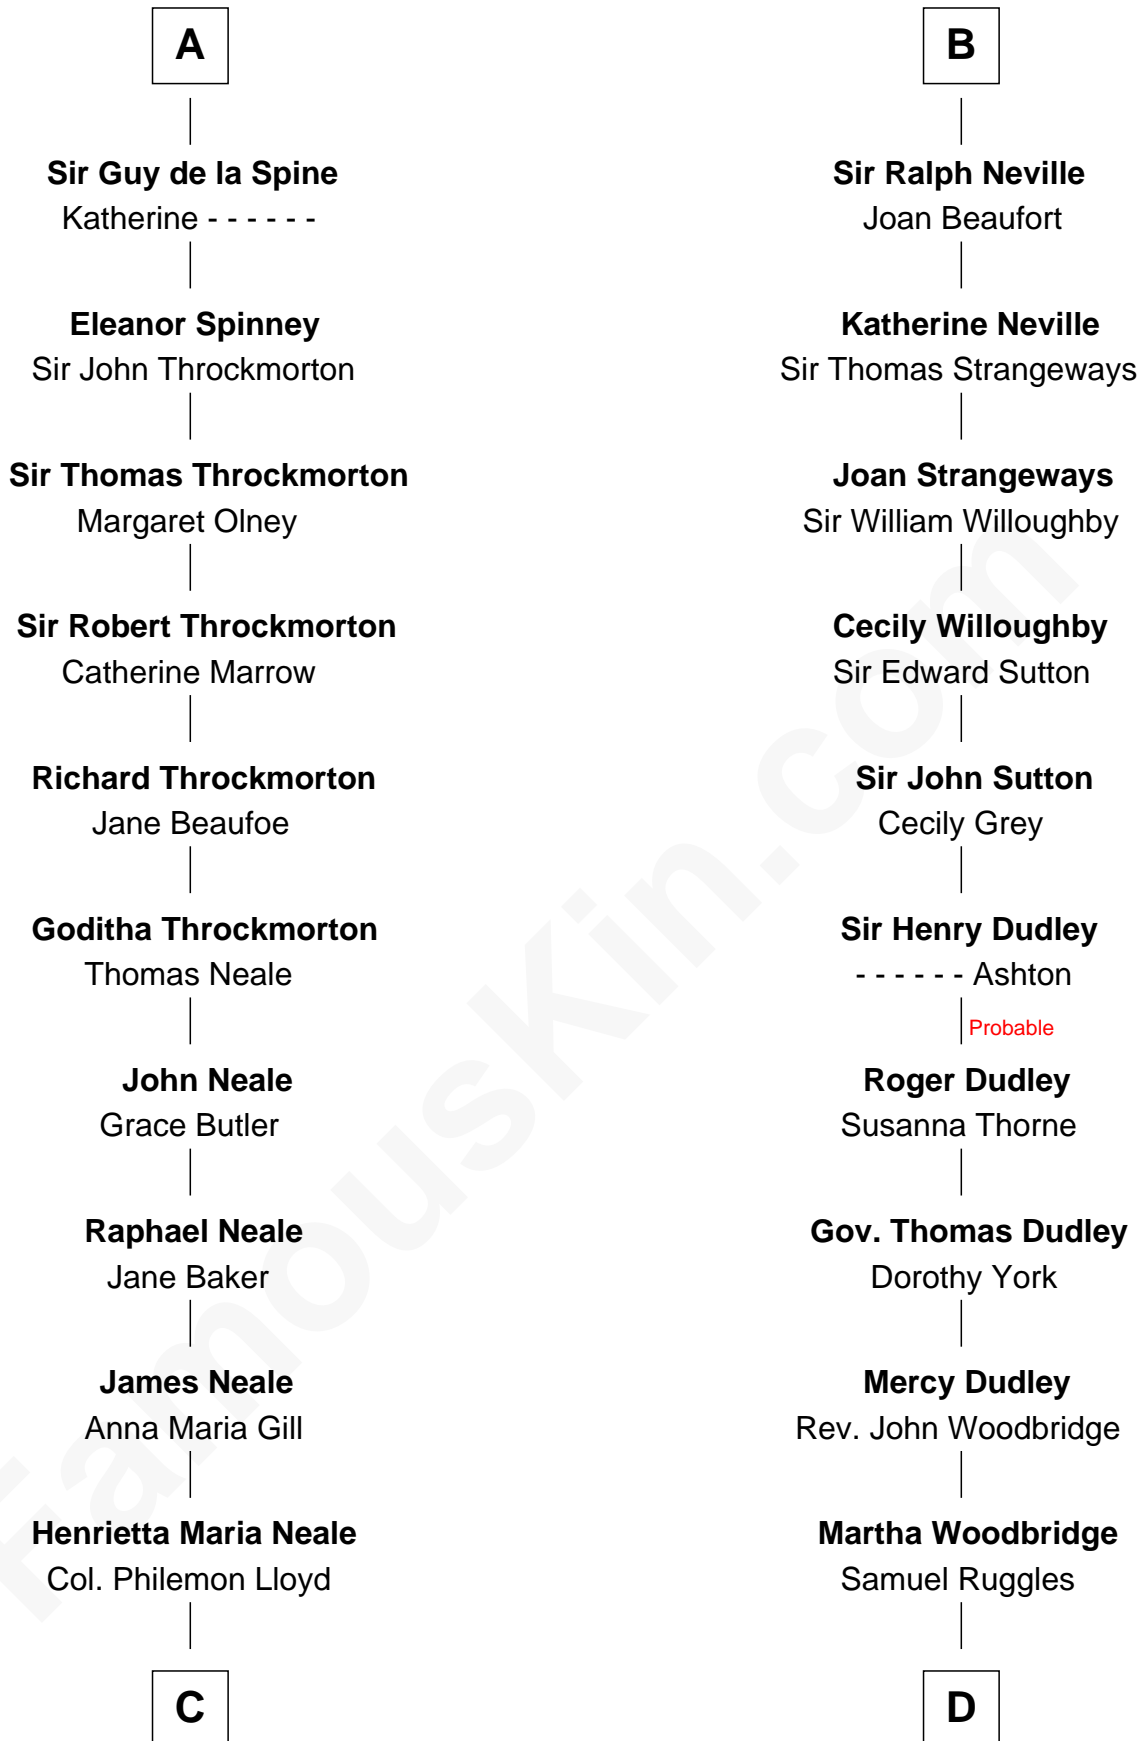 A
Sir Guy de la Spine
Katherine - - - - - -
Eleanor Spinney
Sir John Throckmorton
Sir Thomas Throckmorton
Margaret Olney
Sir Robert Throckmorton
Catherine Marrow
Richard Throckmorton
Jane Beaufoe
Goditha Throckmorton
Thomas Neale
John Neale
Grace Butler
Raphael Neale
Jane Baker
James Neale
Anna Maria Gill
Henrietta Maria Neale
Col. Philemon Lloyd
C
B
Sir Ralph Neville
Joan Beaufort
Katherine Neville
Sir Thomas Strangeways
Joan Strangeways
Sir William Willoughby
Cecily Willoughby
Sir Edward Sutton
Sir John Sutton
Cecily Grey
Sir Henry Dudley
- - - - - - Ashton
Probable
Roger Dudley
Susanna Thorne
Gov. Thomas Dudley
Dorothy York
Mercy Dudley
Rev. John Woodbridge
Martha Woodbridge
Samuel Ruggles
D
FamousKin.com